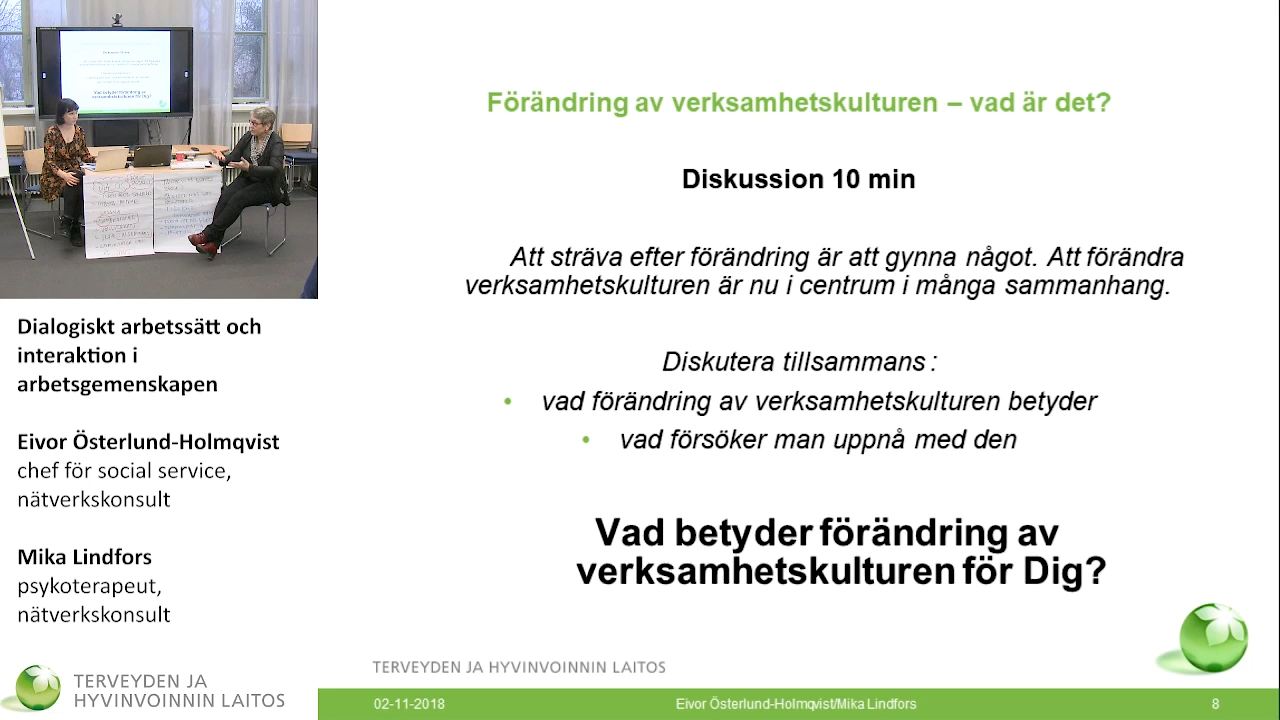 Dialogiskt arbetssätt och
interaktion i
arbetsgemenskapen
Eivor Österlund-Holmqvist
chef för social service,
nätverkskonsult
Mika Lindfors
psykoterapeut,
nätverkskonsult
TERVEYDEN JA
HYVINVOINNIN LAITOS
Förändring av verksamhetskulturen – vad är det?
Diskussion 10 min
Att sträva efter förändring är att gynna något. Att förändra
verksamhetskulturen är nu i centrum i många sammanhang.
Diskutera tillsammans :
• vad förändring av verksamhetskulturen betyder
• vad försöker man uppnå med den
Vad betyder förändring av
verksamhetskulturen för Dig?
TERVEYDEN JA HYVINVOINNIN LAITOS
02-11-2018 Eivor Österlund-Holmqvist/Mika Lindfors 8